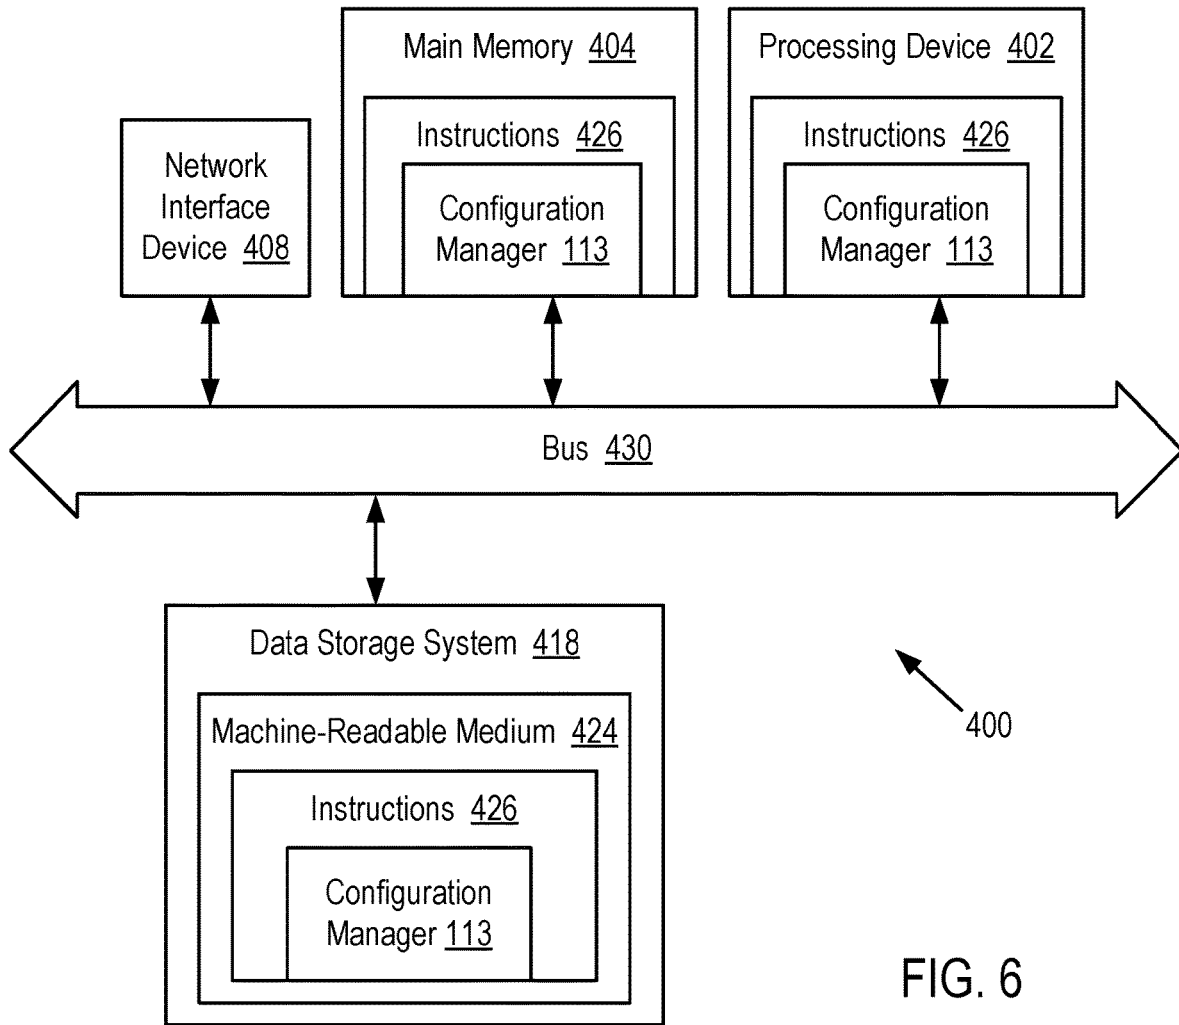 Main Memory 404
Instructions 426
Configuration
Manager 113
Processing Device 402
Instructions 426
Configuration
Manager 113
Network
Interface
Device 408
Bus 430
Data Storage System 418
Machine-Readable Medium 424
Instructions 426
Configuration
Manager 113
400
FIG. 6